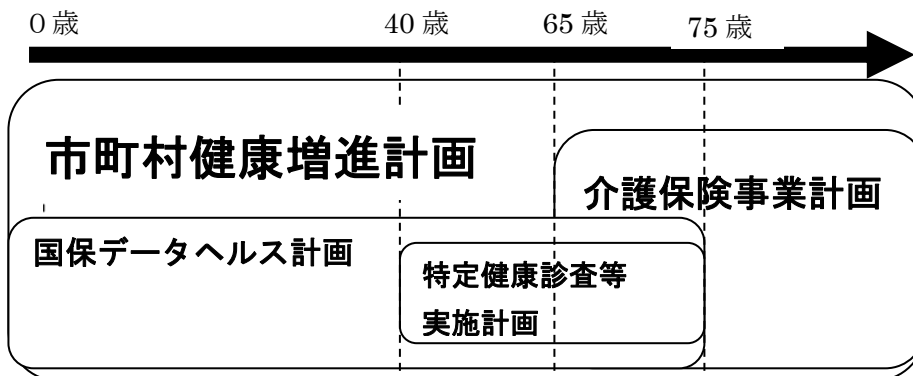 0歳 40歳 65歳 75歳
市町村健康増進計画
介護保険事業計画
国保データヘルス計画
特定健康診査等
実施計画